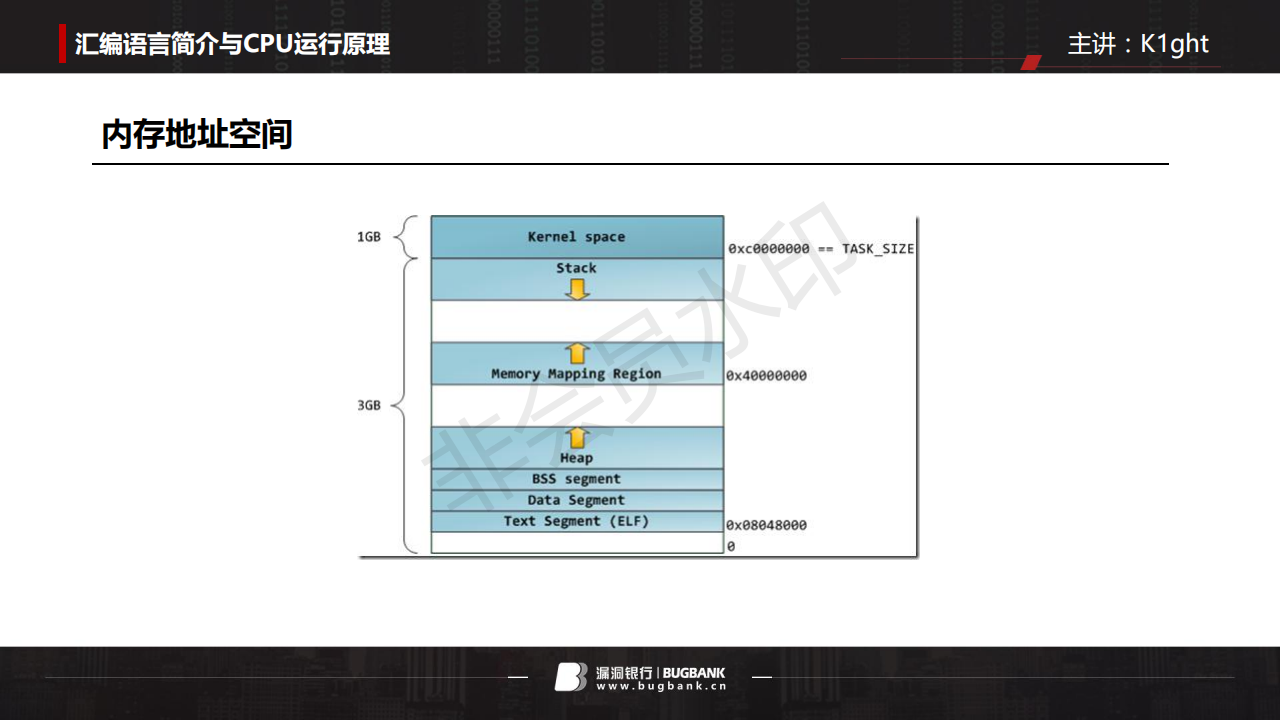 汇编语言简介与CPU运行原理
主讲：K1ght
内存地址空间
1GB
Kernel space
0xc0000000 == TASK_SIZE
Stack
Memory Mapping Region
0x40000000
3GB
Heap
BSS segment
Data Segment
Text Segment (ELF)
0x08048000
0
非会员水印
漏洞银行 | BUGBANK
www.bugbank.cn